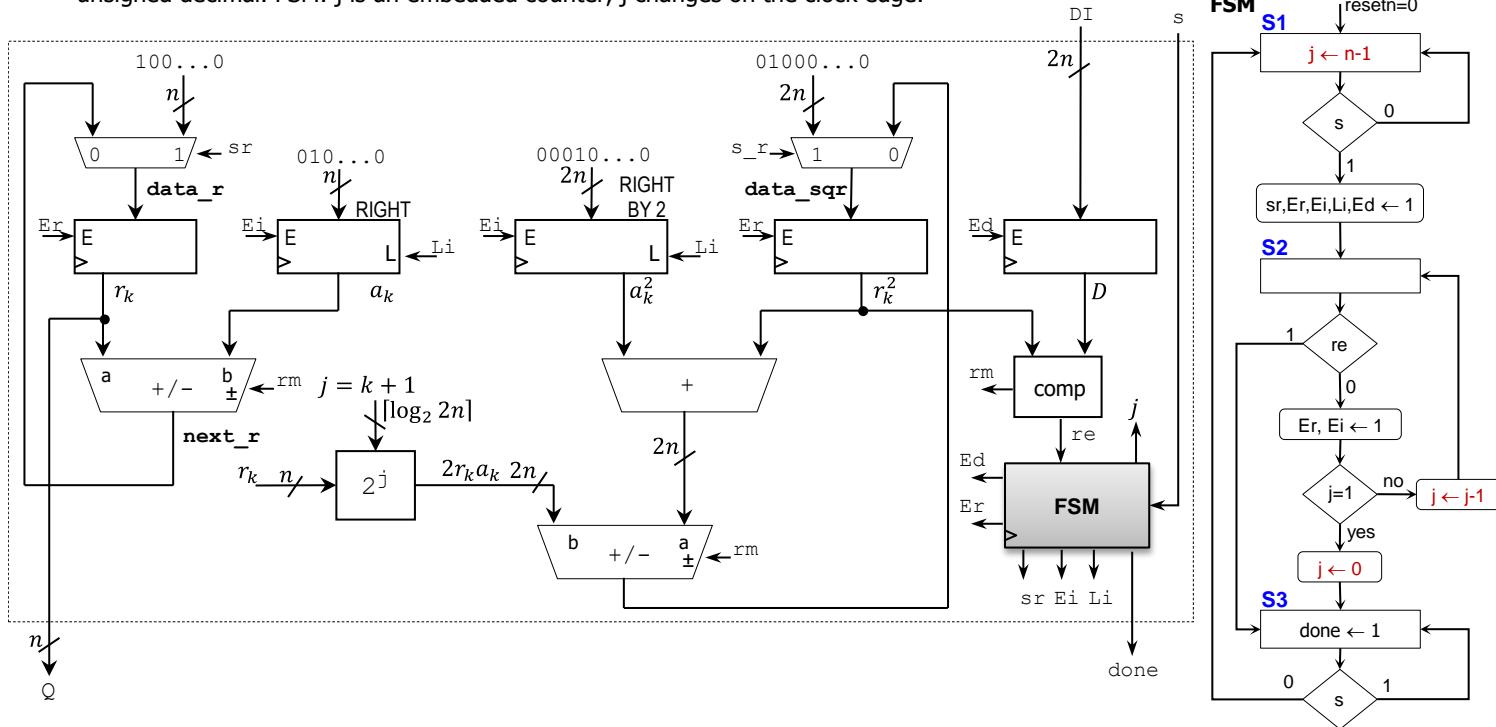 unsigned decimal. FSM: j is an embedded counter, j changes on the clock edge.
DI
s
FSM
resetn=0
S1
j ← n-1
100...0
01000...0
2n
n
2n
s
0
0 1
sr
s_r
1 0
010...0
00010...0
1
n
2n
RIGHT
BY 2
data_r
data_sqr
RIGHT
sr,Er,Ei,Li,Ed ← 1
Er
E
Ei
E
L
Li
Ei
E
L
Li
Er
E
Ed
E
S2
r_k
a_k
a_k^2
r_k^2
D
1
re
0
a
+/-
b
±
rm
j = k + 1
⌈log₂ 2n⌉
+
rm
comp
j
next_r
re
Er, Ei ← 1
2n
r_k
n
2^j
2r_k a_k
2n
Ed
Er
FSM
j=1
no
j ← j-1
yes
b
+/-
a
±
rm
j ← 0
sr Ei Li
S3
done ← 1
n
done
Q
0
s
1